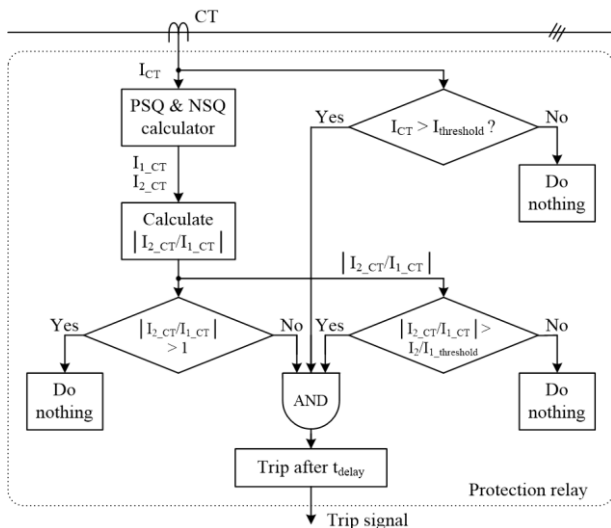 CT
I_CT
PSQ & NSQ
calculator
Yes
I_CT > I_threshold ?
No
Do
nothing
I_1_CT
I_2_CT
Calculate
|I_2_CT/I_1_CT|
|I_2_CT/I_1_CT|
Yes
|I_2_CT/I_1_CT|
> 1
No
Yes
|I_2_CT/I_1_CT| >
I_2/I_1_threshold
No
Do
nothing
AND
Do
nothing
Trip after t_delay
Protection relay
Trip signal